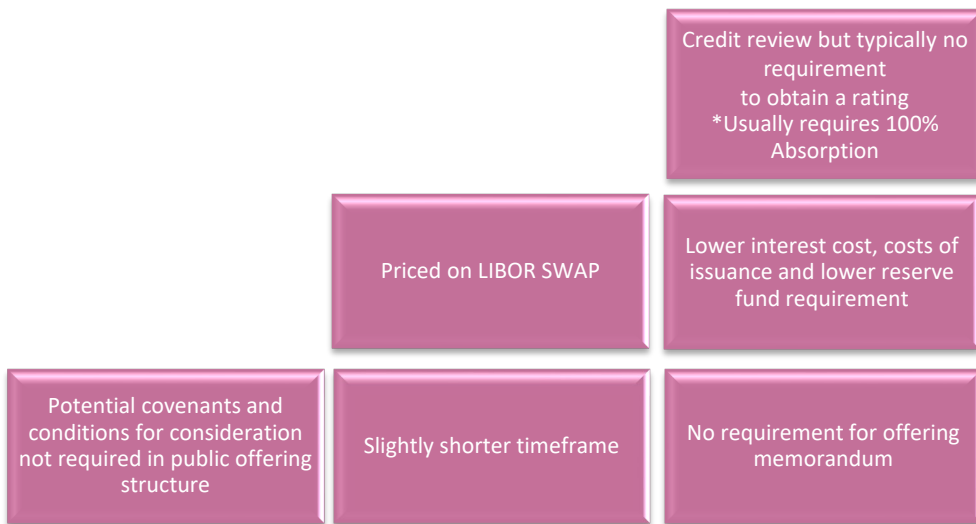 Credit review but typically no
requirement
to obtain a rating
*Usually requires 100%
Absorption
Priced on LIBOR SWAP
Lower interest cost, costs of
issuance and lower reserve
fund requirement
Potential covenants and
conditions for consideration
not required in public offering
structure
Slightly shorter timeframe
No requirement for offering
memorandum